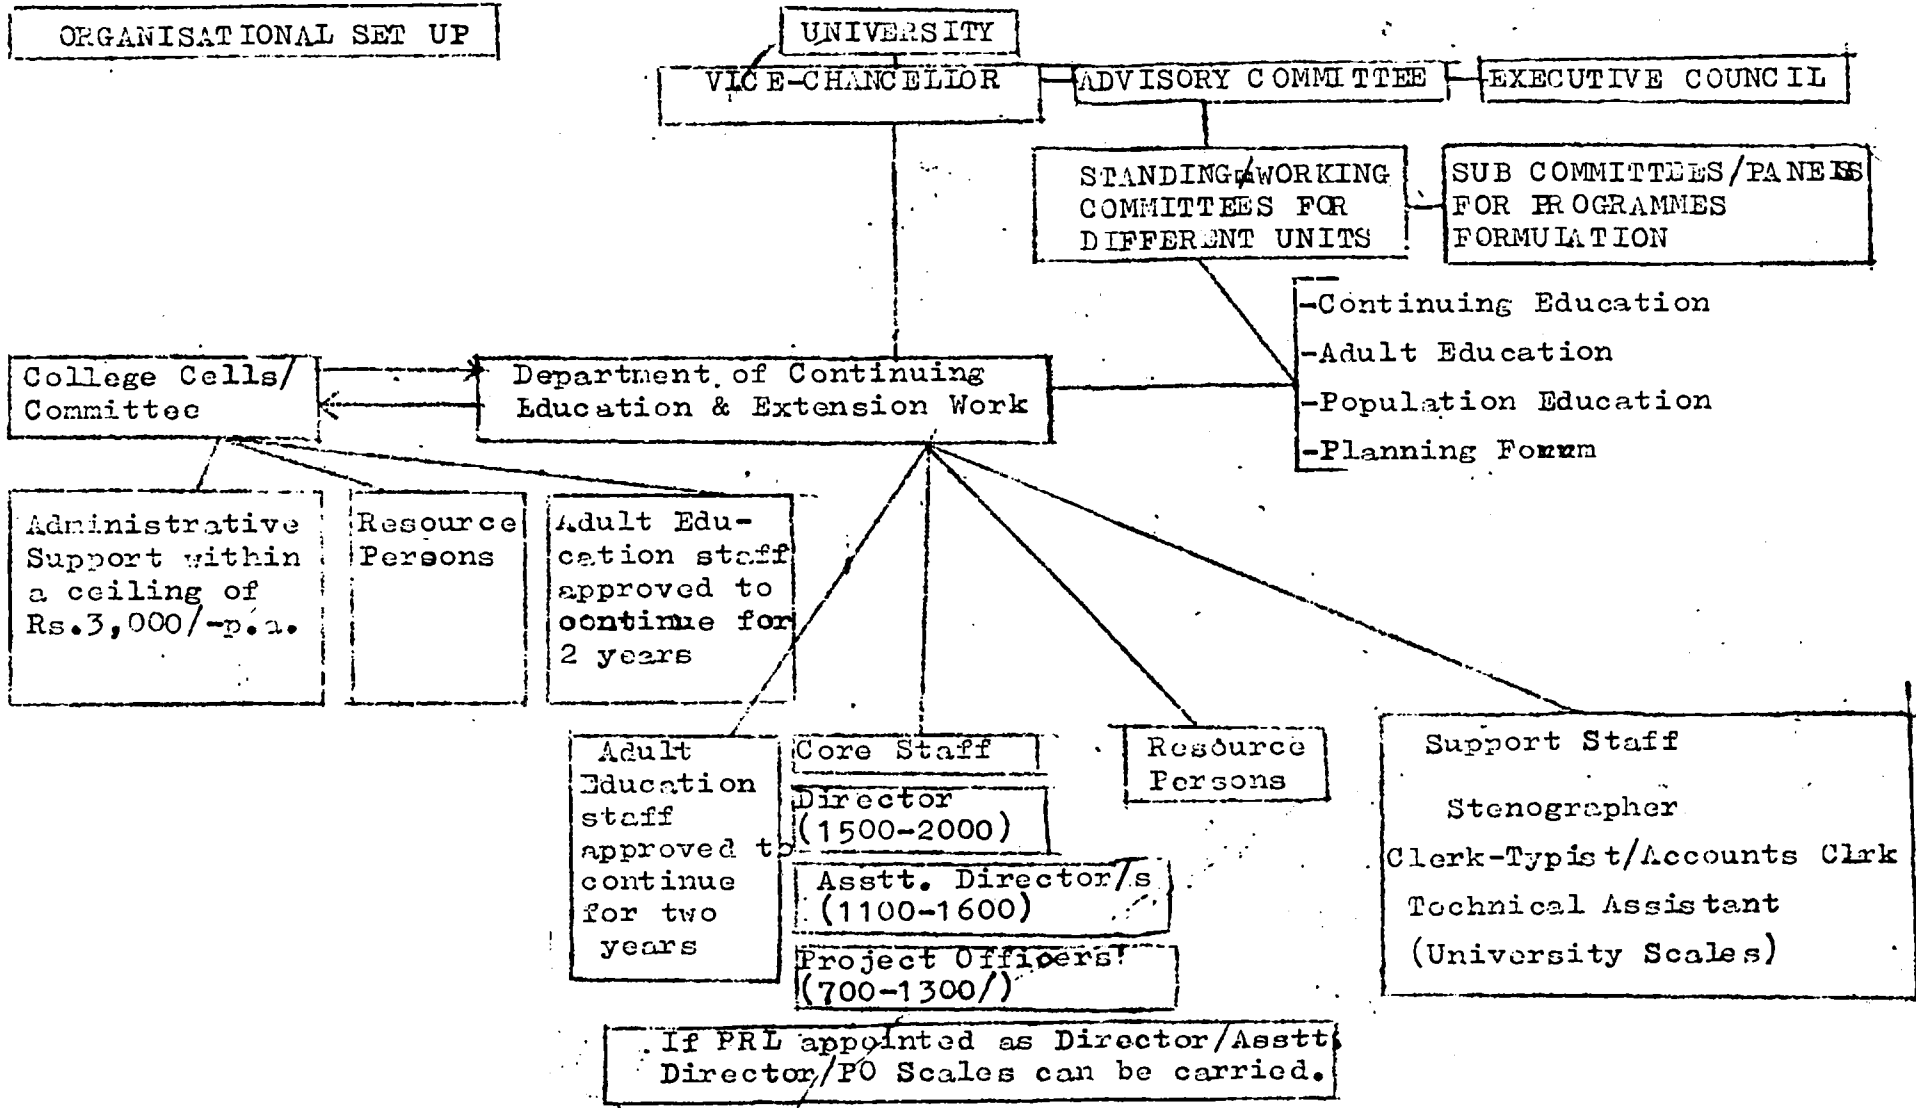 ORGANISATIONAL SET UP
UNIVERSITY
VICE-CHANCELLOR
ADVISORY COMMITTEE
EXECUTIVE COUNCIL
STANDING/WORKING
COMMITTEES FOR
DIFFERENT UNITS
SUB COMMITTEES/PANELS
FOR PROGRAMMES
FORMULATION
-Continuing Education
-Adult Education
-Population Education
-Planning Forum
College Cells/
Committee
Department of Continuing
Education & Extension Work
Administrative
Support within
a ceiling of
Rs.3,000/-p.a.
Resource
Persons
Adult Edu-
cation staff
approved to
continue for
2 years
Adult
Education
staff
approved to
continue
for two
years
Core Staff
Director
(1500-2000)
Asstt. Director/s
(1100-1600)
Project Officers
(700-1300/)
Resource
Persons
Support Staff
Stenographer
Clerk-Typist/Accounts Clrk
Technical Assistant
(University Scales)
If PRL appointed as Director/Asstt.
Director/PO Scales can be carried.